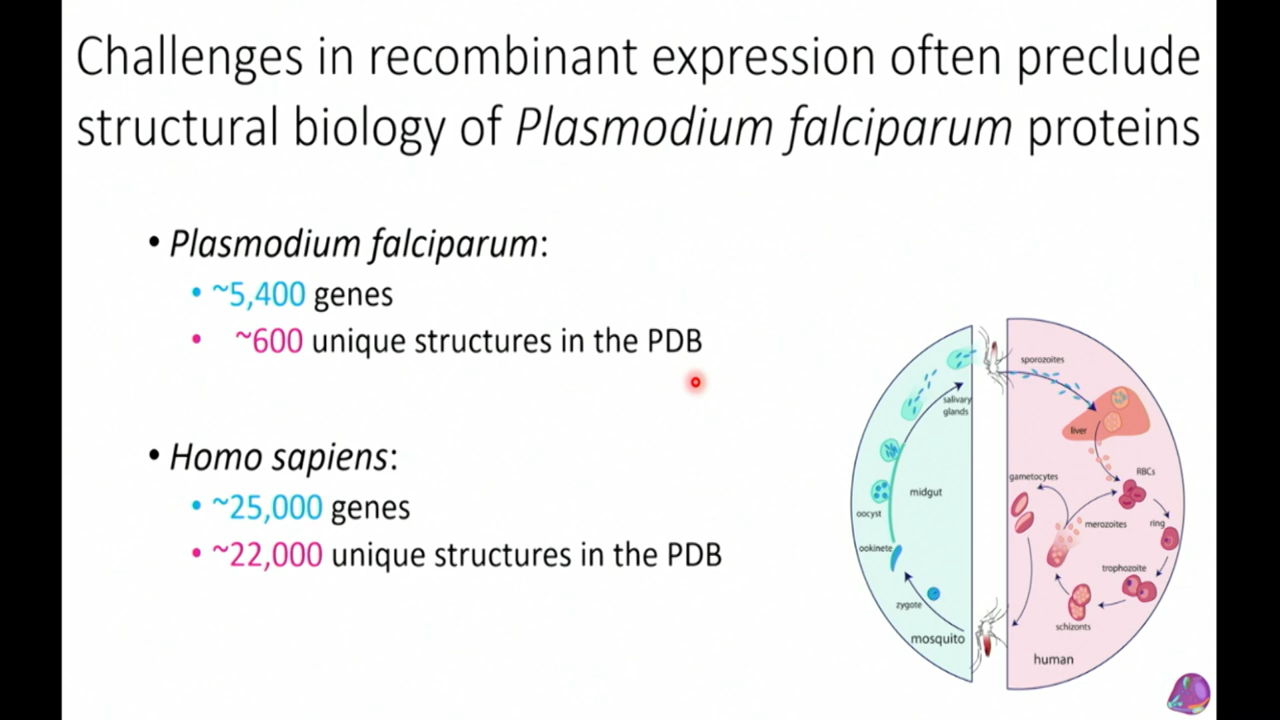 Challenges in recombinant expression often preclude
structural biology of Plasmodium falciparum proteins
• Plasmodium falciparum:
• ~5,400 genes
• ~600 unique structures in the PDB
• Homo sapiens:
• ~25,000 genes
• ~22,000 unique structures in the PDB
sporozoites
salivary
glands
liver
RBCs
gametocytes
midgut
oocyst
merozoites
ring
ookinete
trophozoite
zygote
schizonts
mosquito
human